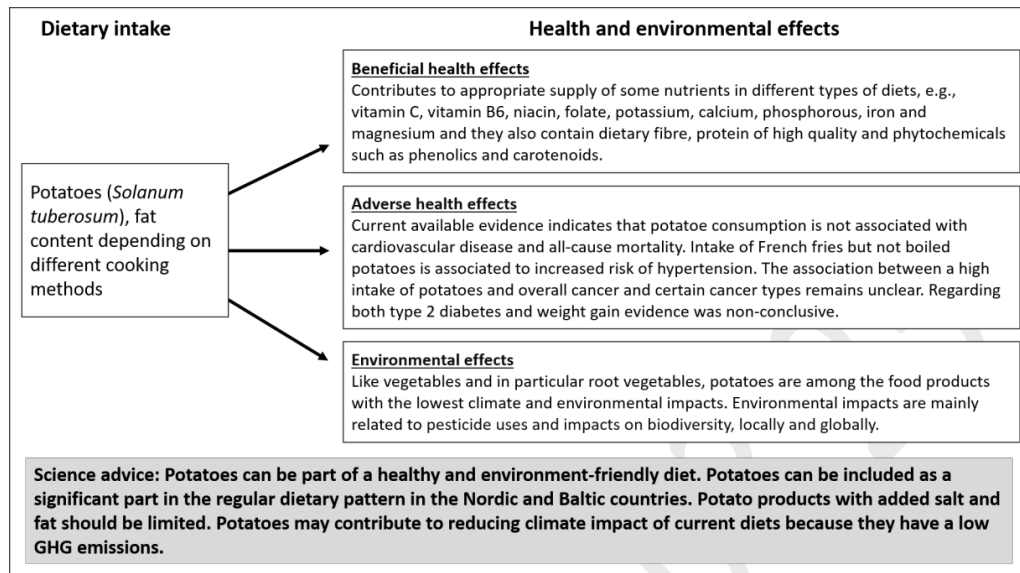 Dietary intake
Health and environmental effects
Potatoes (Solanum
tuberosum), fat
content depending on
different cooking
methods
Beneficial health effects
Contributes to appropriate supply of some nutrients in different types of diets, e.g.,
vitamin C, vitamin B6, niacin, folate, potassium, calcium, phosphorous, iron and
magnesium and they also contain dietary fibre, protein of high quality and phytochemicals
such as phenolics and carotenoids.
Adverse health effects
Current available evidence indicates that potatoe consumption is not associated with
cardiovascular disease and all-cause mortality. Intake of French fries but not boiled
potatoes is associated to increased risk of hypertension. The association between a high
intake of potatoes and overall cancer and certain cancer types remains unclear. Regarding
both type 2 diabetes and weight gain evidence was non-conclusive.
Environmental effects
Like vegetables and in particular root vegetables, potatoes are among the food products
with the lowest climate and environmental impacts. Environmental impacts are mainly
related to pesticide uses and impacts on biodiversity, locally and globally.
Science advice: Potatoes can be part of a healthy and environment-friendly diet. Potatoes can be included as a
significant part in the regular dietary pattern in the Nordic and Baltic countries. Potato products with added salt and
fat should be limited. Potatoes may contribute to reducing climate impact of current diets because they have a low
GHG emissions.